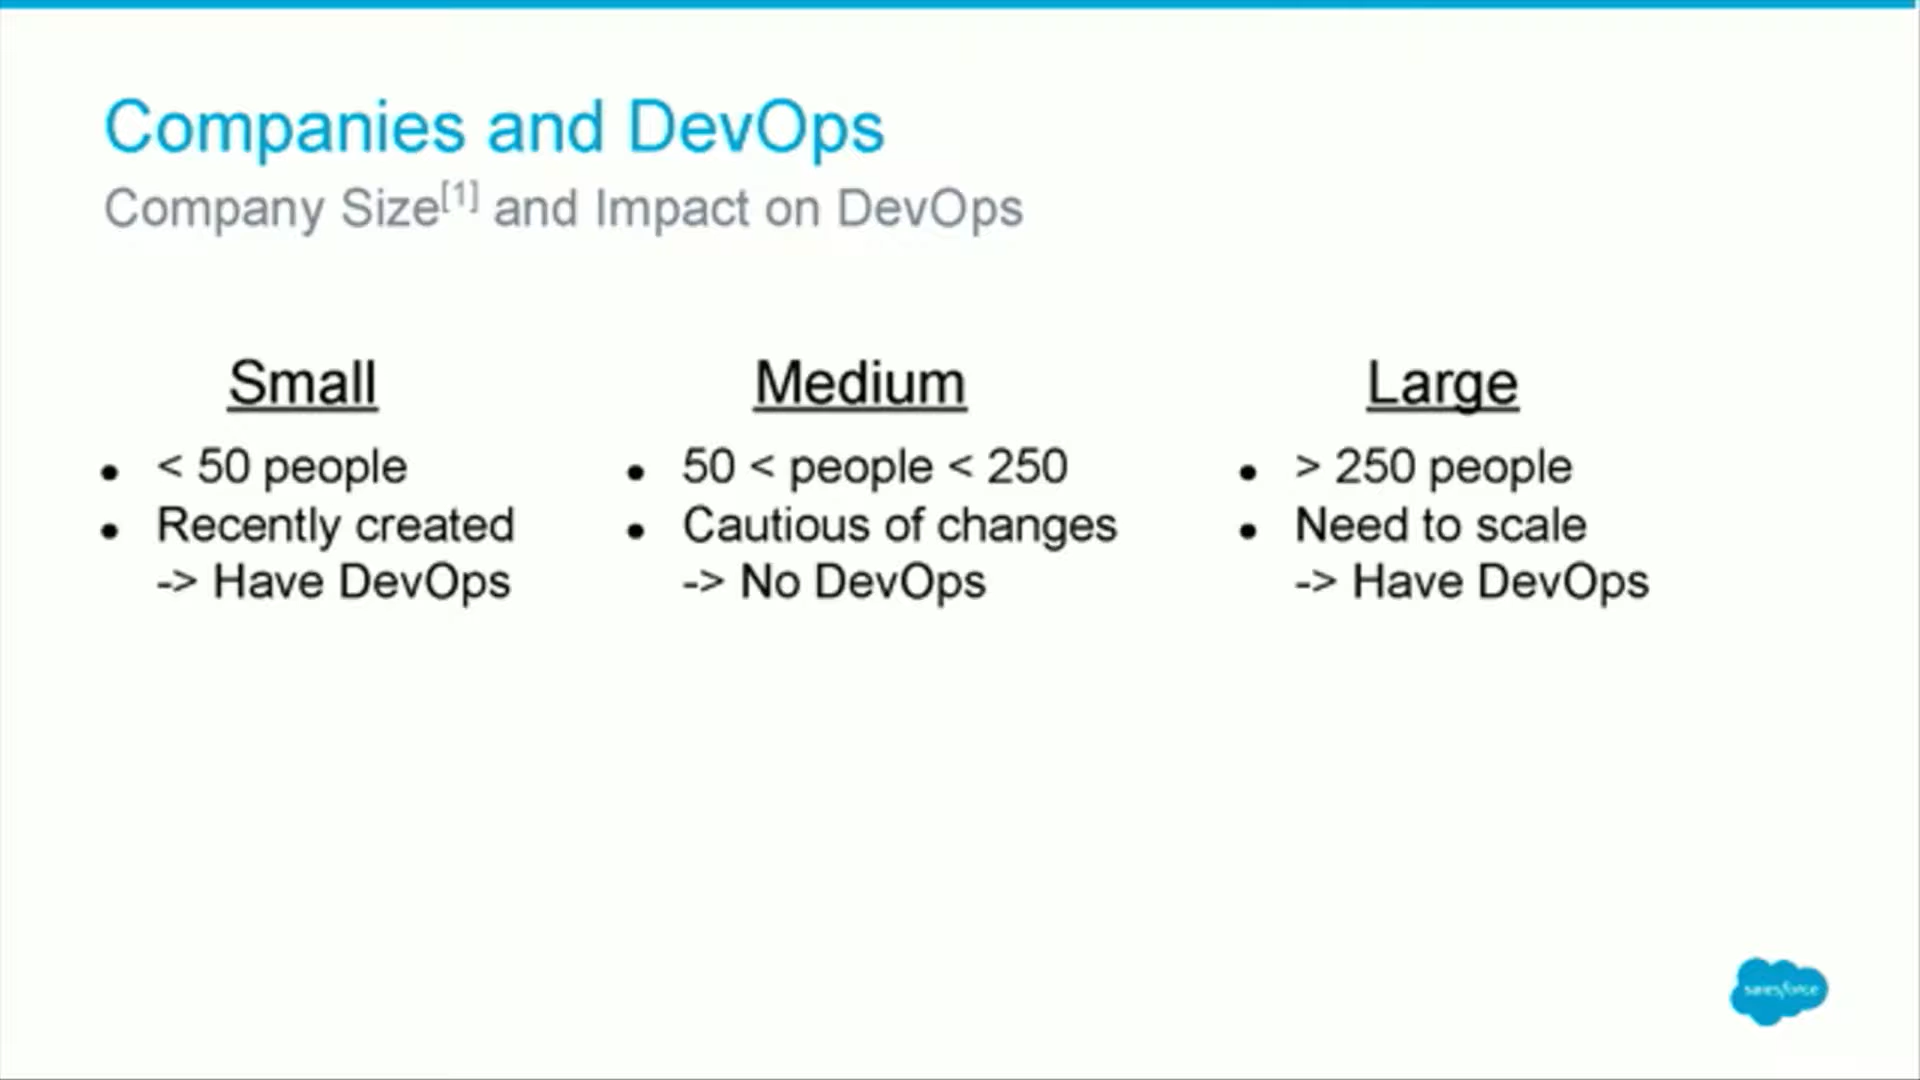 Companies and DevOps
Company Size[1] and Impact on DevOps
Small
• < 50 people
• Recently created
-> Have DevOps
Medium
• 50 < people < 250
• Cautious of changes
-> No DevOps
Large
• > 250 people
• Need to scale
-> Have DevOps
salesforce